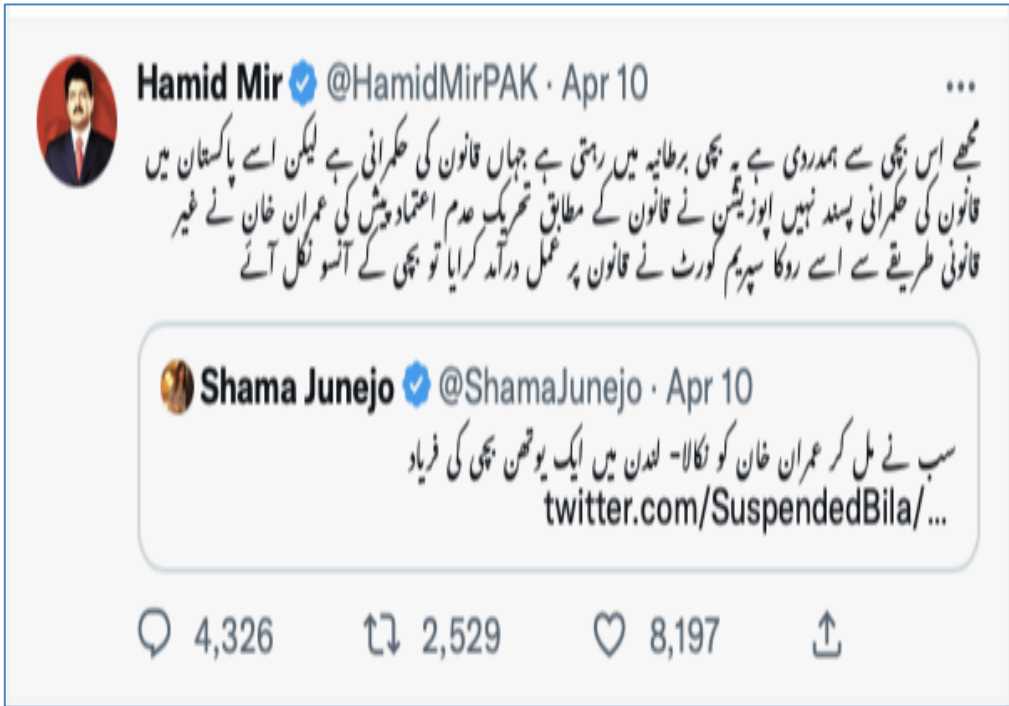 Hamid Mir @HamidMirPAK · Apr 10
مجھے اس بچی سے ہمدردی ہے یہ بچی برطانیہ میں رہتی ہے جہاں قانون کی حکمرانی ہے لیکن اسے پاکستان میں
قانون کی حکمرانی پسند نہیں اپوزیشن نے قانون کے مطابق تحریک عدم اعتماد پیش کی عمران خان نے غیر
قانونی طریقے سے اسے روکا سپریم کورٹ نے قانون پر عمل درآمد کرایا تو بچی کے آنسو نکل آئے
Shama Junejo @ShamaJunejo · Apr 10
سب نے مل کر عمران خان کو نکالا- لندن میں ایک یوتھن بچی کی فریاد
twitter.com/SuspendedBila/...
4,326 2,529 8,197